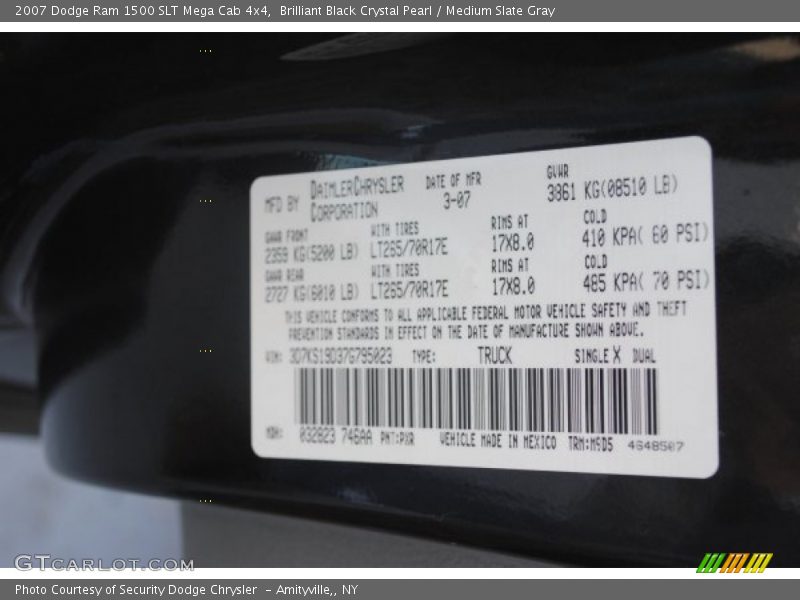 2007 Dodge Ram 1500 SLT Mega Cab 4x4, Brilliant Black Crystal Pearl / Medium Slate Gray
MFD BY DAIMLERCHRYSLER CORPORATION DATE OF MFR 3-07 GVWR 3861 KG(08510 LB)
GAWR FRONT WITH TIRES RIMS AT COLD
2359 KG(5200 LB) LT265/70R17E 17X8.0 410 KPA( 60 PSI)
GAWR REAR WITH TIRES RIMS AT COLD
2727 KG(6010 LB) LT265/70R17E 17X8.0 485 KPA( 70 PSI)
THIS VEHICLE CONFORMS TO ALL APPLICABLE FEDERAL MOTOR VEHICLE SAFETY AND THEFT
PREVENTION STANDARDS IN EFFECT ON THE DATE OF MANUFACTURE SHOWN ABOVE.
VIN: 3D7KS19D37G795023 TYPE: TRUCK SINGLE X DUAL
MDH: 032823 746AA PNT:PXR VEHICLE MADE IN MEXICO TRM:M9D5 4648507
GTCARLOT.COM
Photo Courtesy of Security Dodge Chrysler - Amityville,, NY